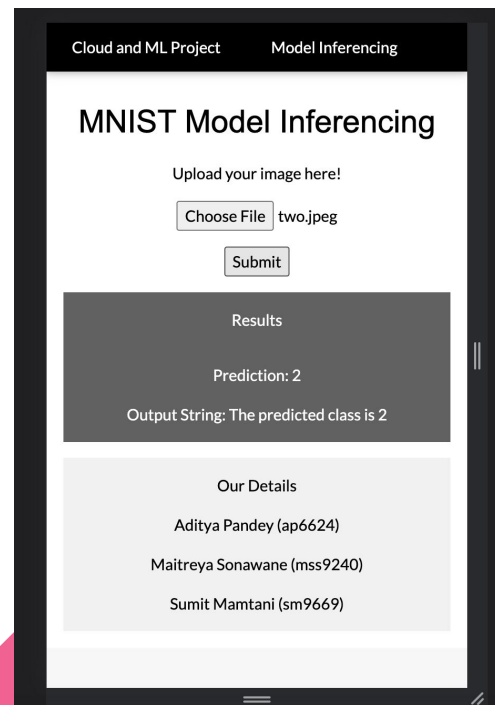 Cloud and ML Project Model Inferencing
MNIST Model Inferencing
Upload your image here!
Choose File two.jpeg
Submit
Results
Prediction: 2
Output String: The predicted class is 2
Our Details
Aditya Pandey (ap6624)
Maitreya Sonawane (mss9240)
Sumit Mamtani (sm9669)